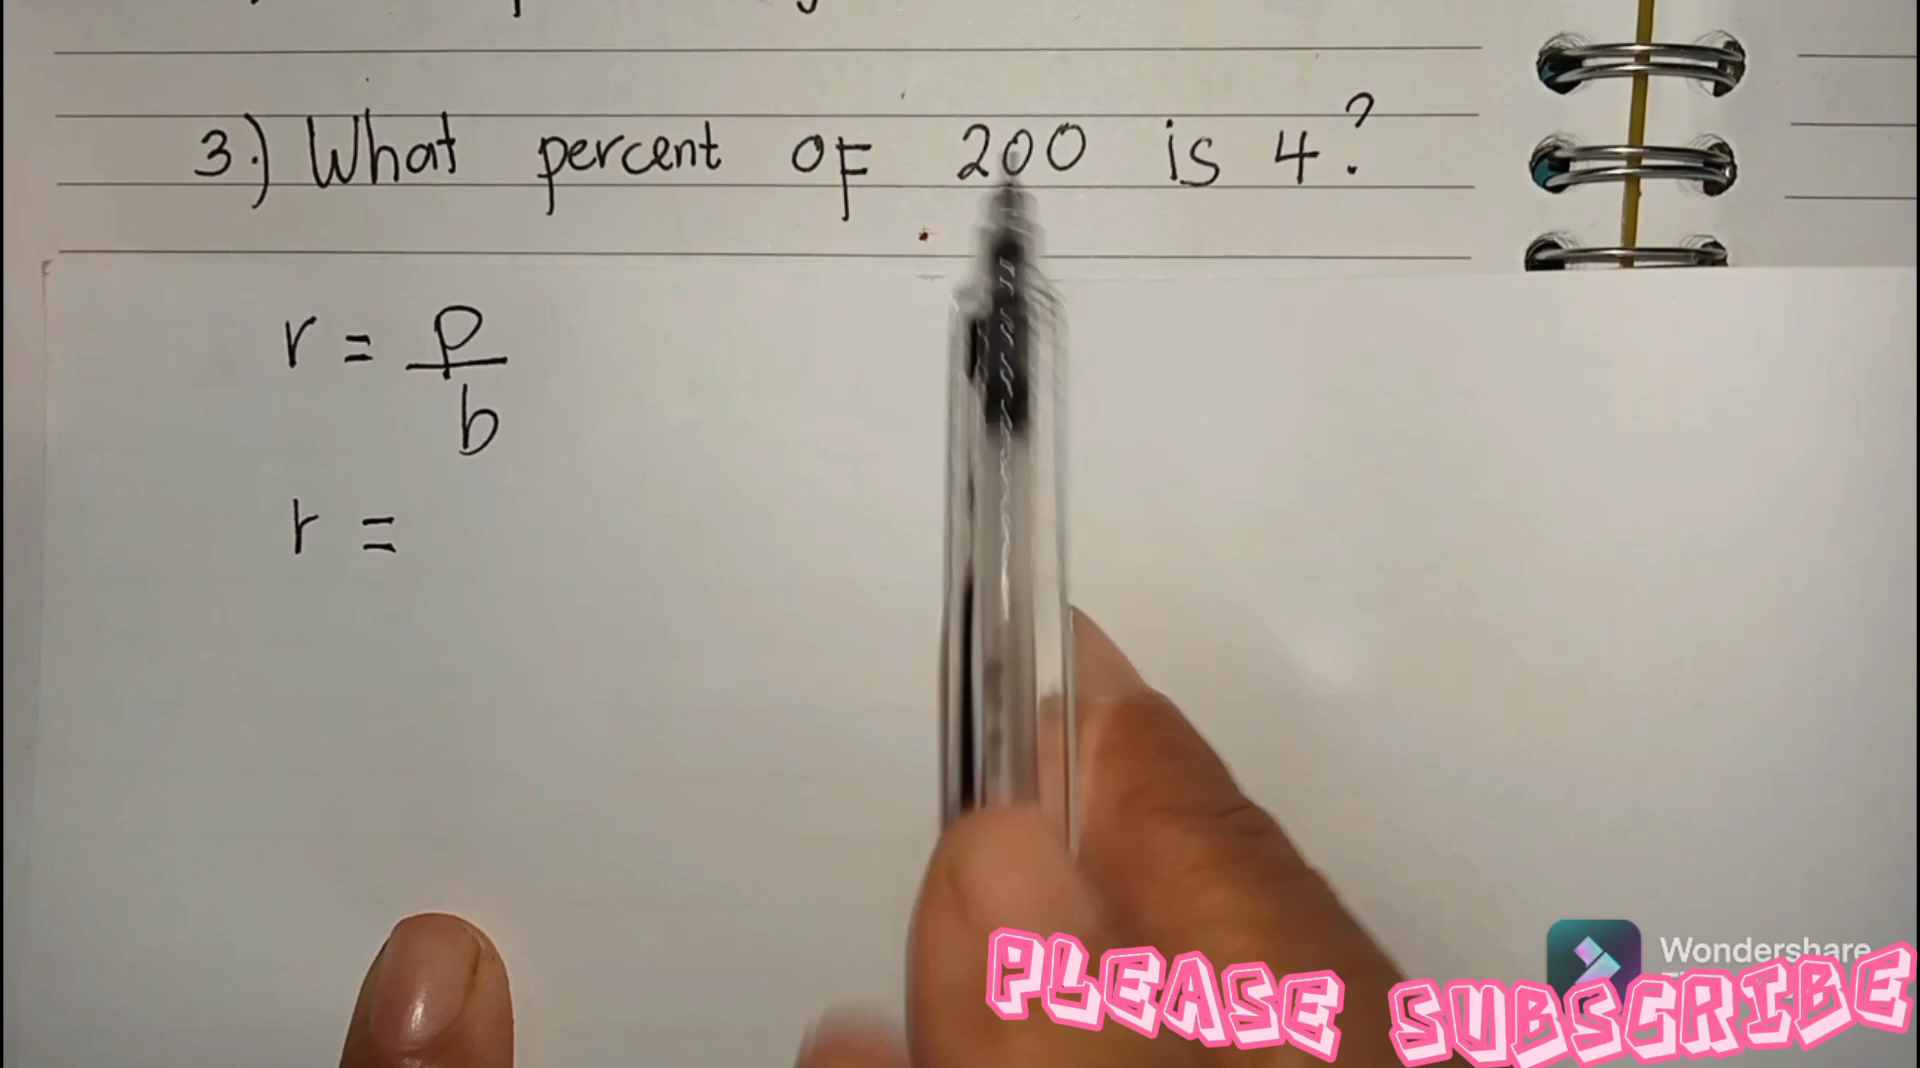 3.) What percent of 200 is 4?
r = p
b
r =
Wondershare
PLEASE SUBSCRIBE